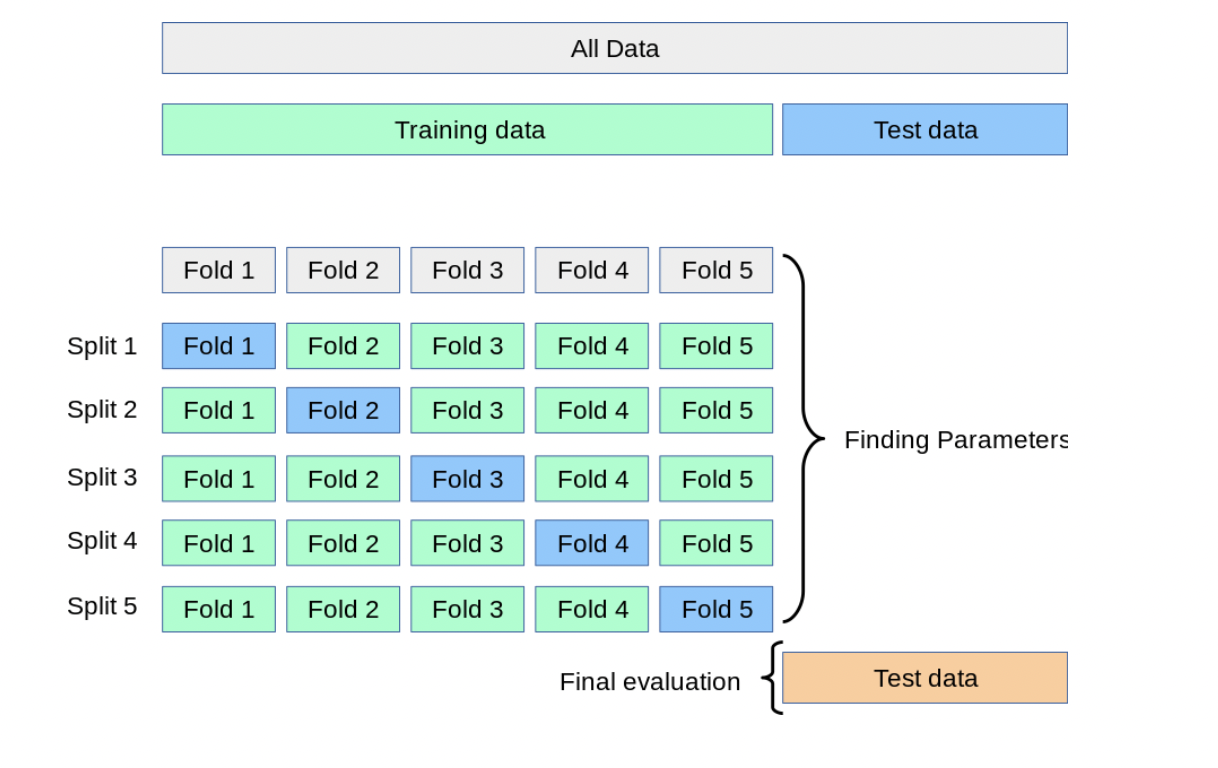 All Data
Training data Test data
Fold 1 Fold 2 Fold 3 Fold 4 Fold 5
Split 1 Fold 1 Fold 2 Fold 3 Fold 4 Fold 5
Split 2 Fold 1 Fold 2 Fold 3 Fold 4 Fold 5
Finding Parameters
Split 3 Fold 1 Fold 2 Fold 3 Fold 4 Fold 5
Split 4 Fold 1 Fold 2 Fold 3 Fold 4 Fold 5
Split 5 Fold 1 Fold 2 Fold 3 Fold 4 Fold 5
Final evaluation Test data